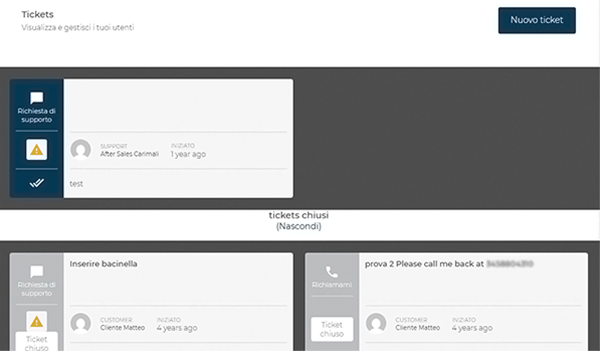 Tickets
Visualizza e gestisci i tuoi utenti
Nuovo ticket
Richiesta di
supporto
SUPPORT
After Sales Carimali
INIZIATO
1 year ago
test
tickets chiusi
(Nascondi)
Richiesta di
supporto
Ticket
chiuso
Inserire bacinella
CUSTOMER
Cliente Matteo
INIZIATO
4 years ago
Richiamami
Ticket
chiuso
prova 2 Please call me back at
CUSTOMER
Cliente Matteo
INIZIATO
4 years ago